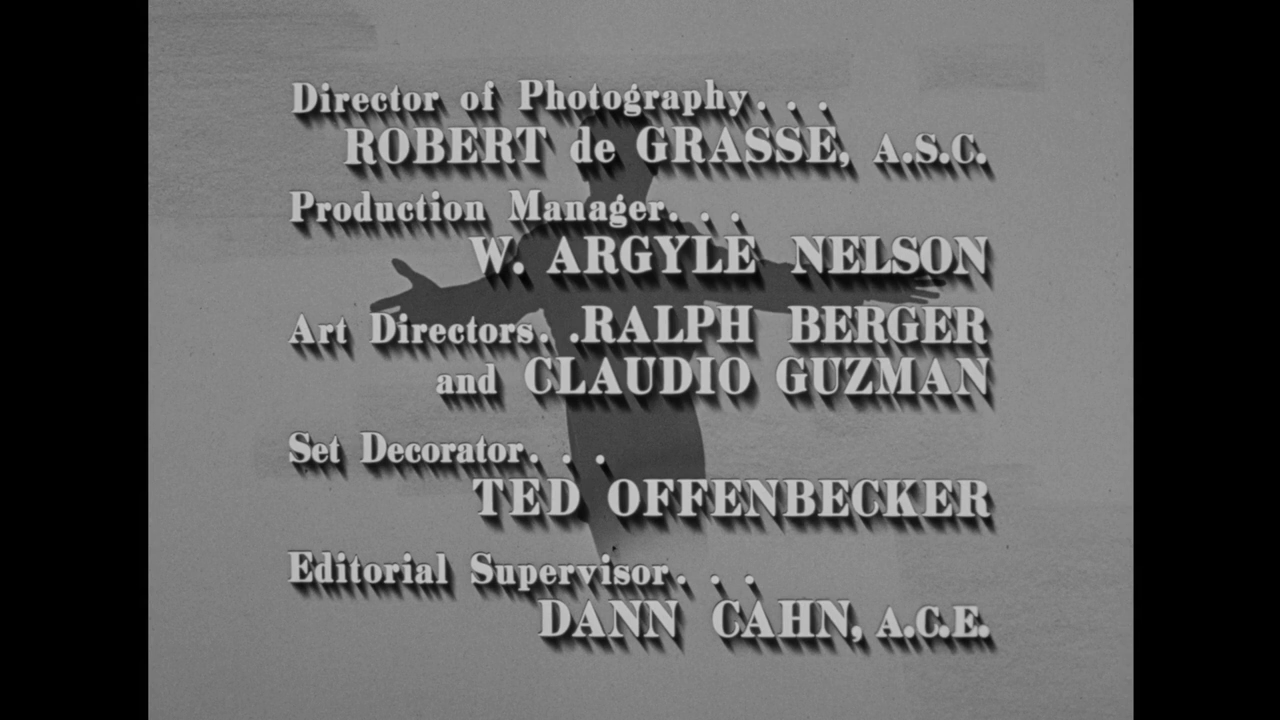 Director of Photography. . .
ROBERT de GRASSE, A.S.C.
Production Manager. . .
W. ARGYLE NELSON
Art Directors. .RALPH BERGER
and CLAUDIO GUZMAN
Set Decorator. . .
TED OFFENBECKER
Editorial Supervisor. . .
DANN CAHN, A.C.E.